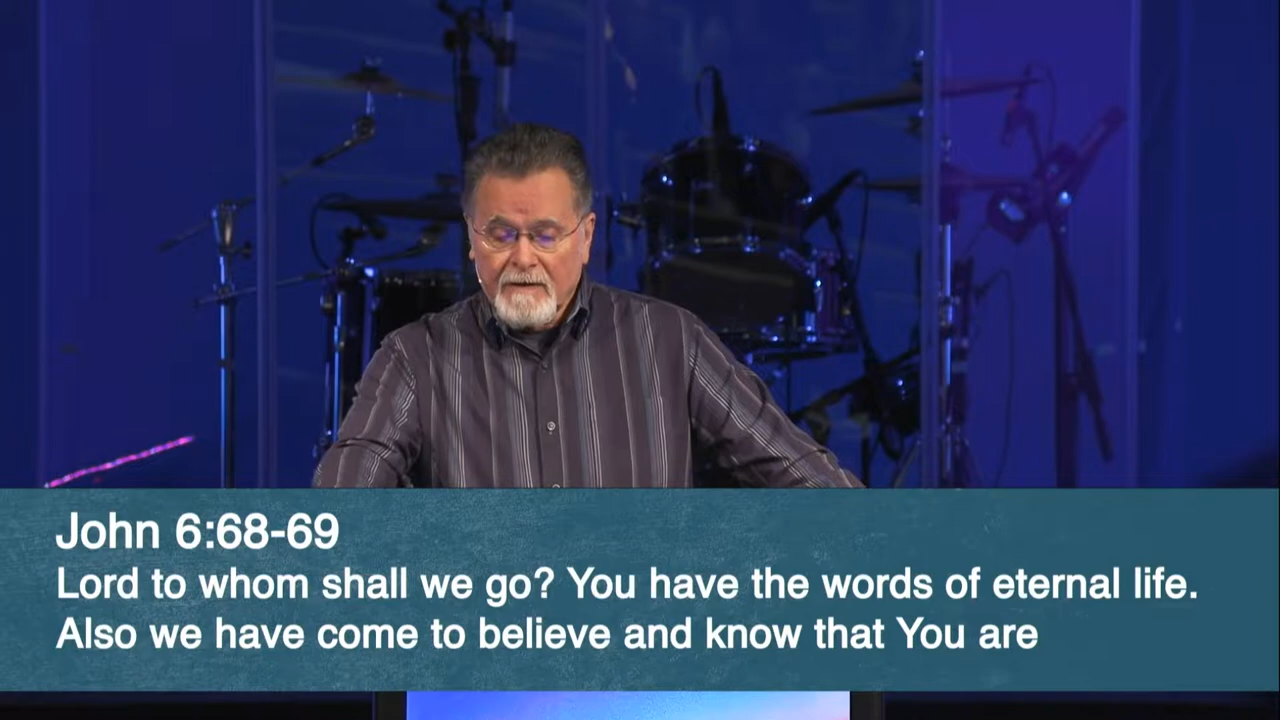 John 6:68-69
Lord to whom shall we go? You have the words of eternal life.
Also we have come to believe and know that You are